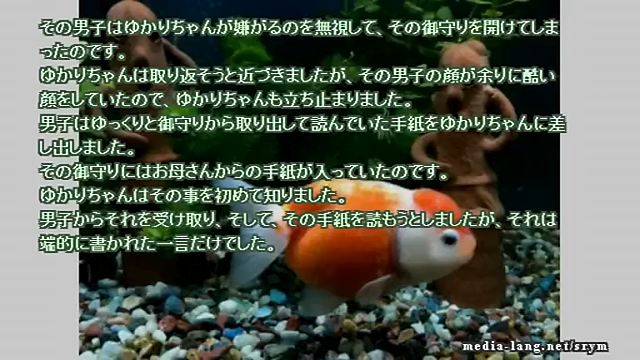 その男子はゆかりちゃんが嫌がるのを無視して、その御守りを開けてしま
ったのです。
ゆかりちゃんは取り返そうと近づきましたが、その男子の顔が余りに酷い
顔をしていたので、ゆかりちゃんも立ち止まりました。
男子はゆっくりと御守りから取り出して読んでいた手紙をゆかりちゃんに差
し出しました。
その御守りにはお母さんからの手紙が入っていたのです。
ゆかりちゃんはその事を初めて知りました。
男子からそれを受け取り、そして、その手紙を読もうとしましたが、それは
端的に書かれた一言だけでした。
media-lang.net/srym